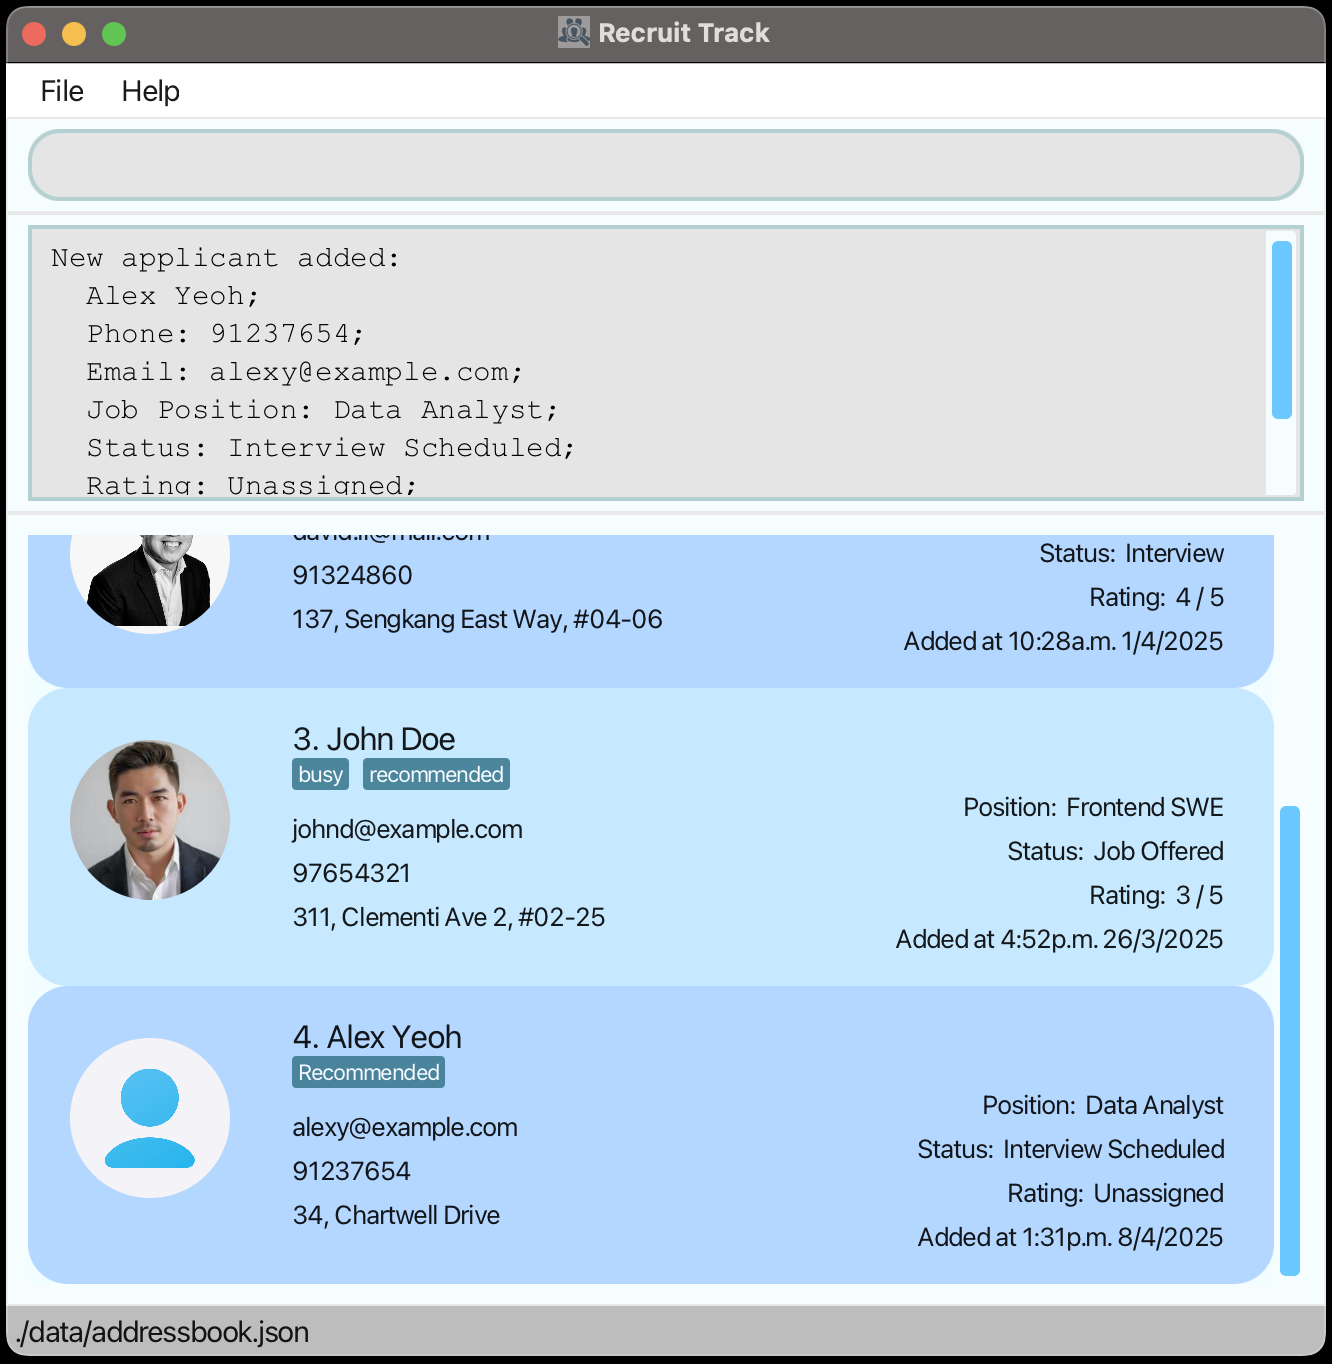 Recruit Track
File Help
New applicant added:
Alex Yeoh;
Phone: 91237654;
Email: alexy@example.com;
Job Position: Data Analyst;
Status: Interview Scheduled;
Rating: Unassigned;
Status: Interview
91324860
Rating: 4 / 5
137, Sengkang East Way, #04-06
Added at 10:28a.m. 1/4/2025
3. John Doe
busy recommended
johnd@example.com
97654321
311, Clementi Ave 2, #02-25
Position: Frontend SWE
Status: Job Offered
Rating: 3 / 5
Added at 4:52p.m. 26/3/2025
4. Alex Yeoh
Recommended
alexy@example.com
91237654
34, Chartwell Drive
Position: Data Analyst
Status: Interview Scheduled
Rating: Unassigned
Added at 1:31p.m. 8/4/2025
./data/addressbook.json